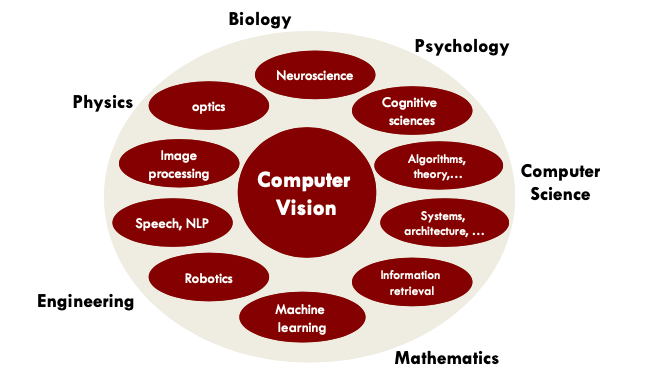 Biology
Psychology
Neuroscience
Physics
optics
Cognitive
sciences
Image
processing
Algorithms,
theory,...
Computer
Vision
Computer
Science
Speech, NLP
Systems,
architecture, ...
Robotics
Information
retrieval
Engineering
Machine
learning
Mathematics